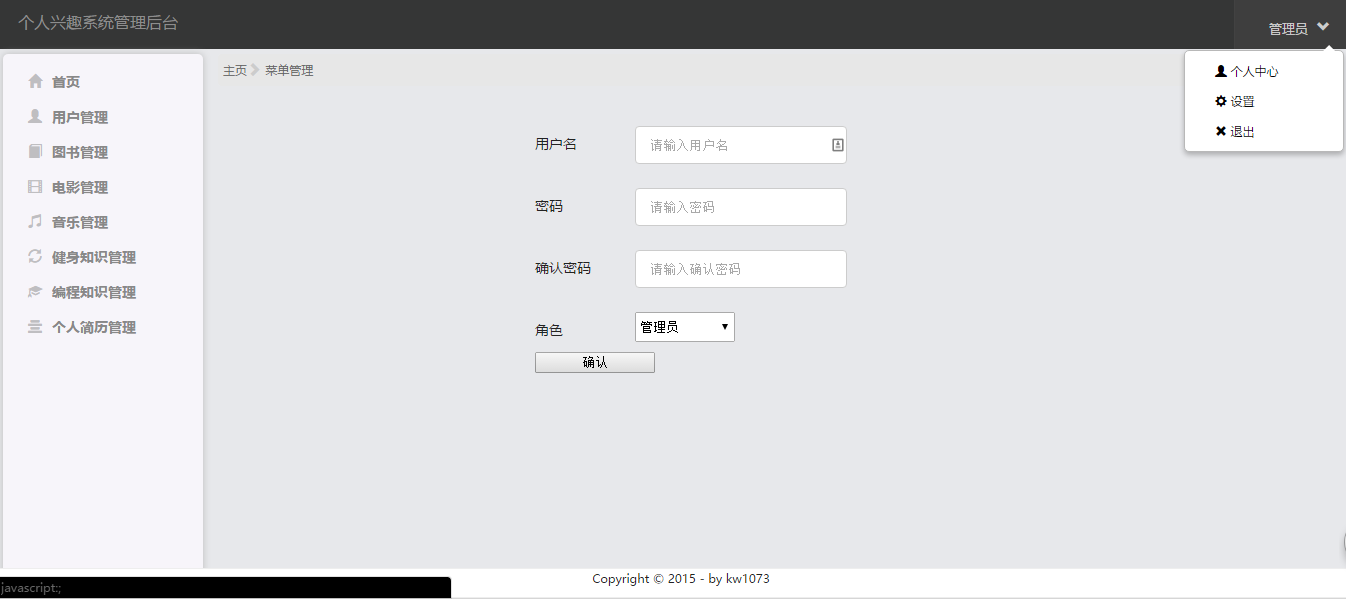 个人兴趣系统管理后台
管理员
个人中心
设置
退出
首页
用户管理
图书管理
电影管理
音乐管理
健身知识管理
编程知识管理
个人简历管理
主页 菜单管理
用户名 请输入用户名
密码 请输入密码
确认密码 请输入确认密码
角色 管理员
确认
Copyright © 2015 - by kw1073
javascript:;